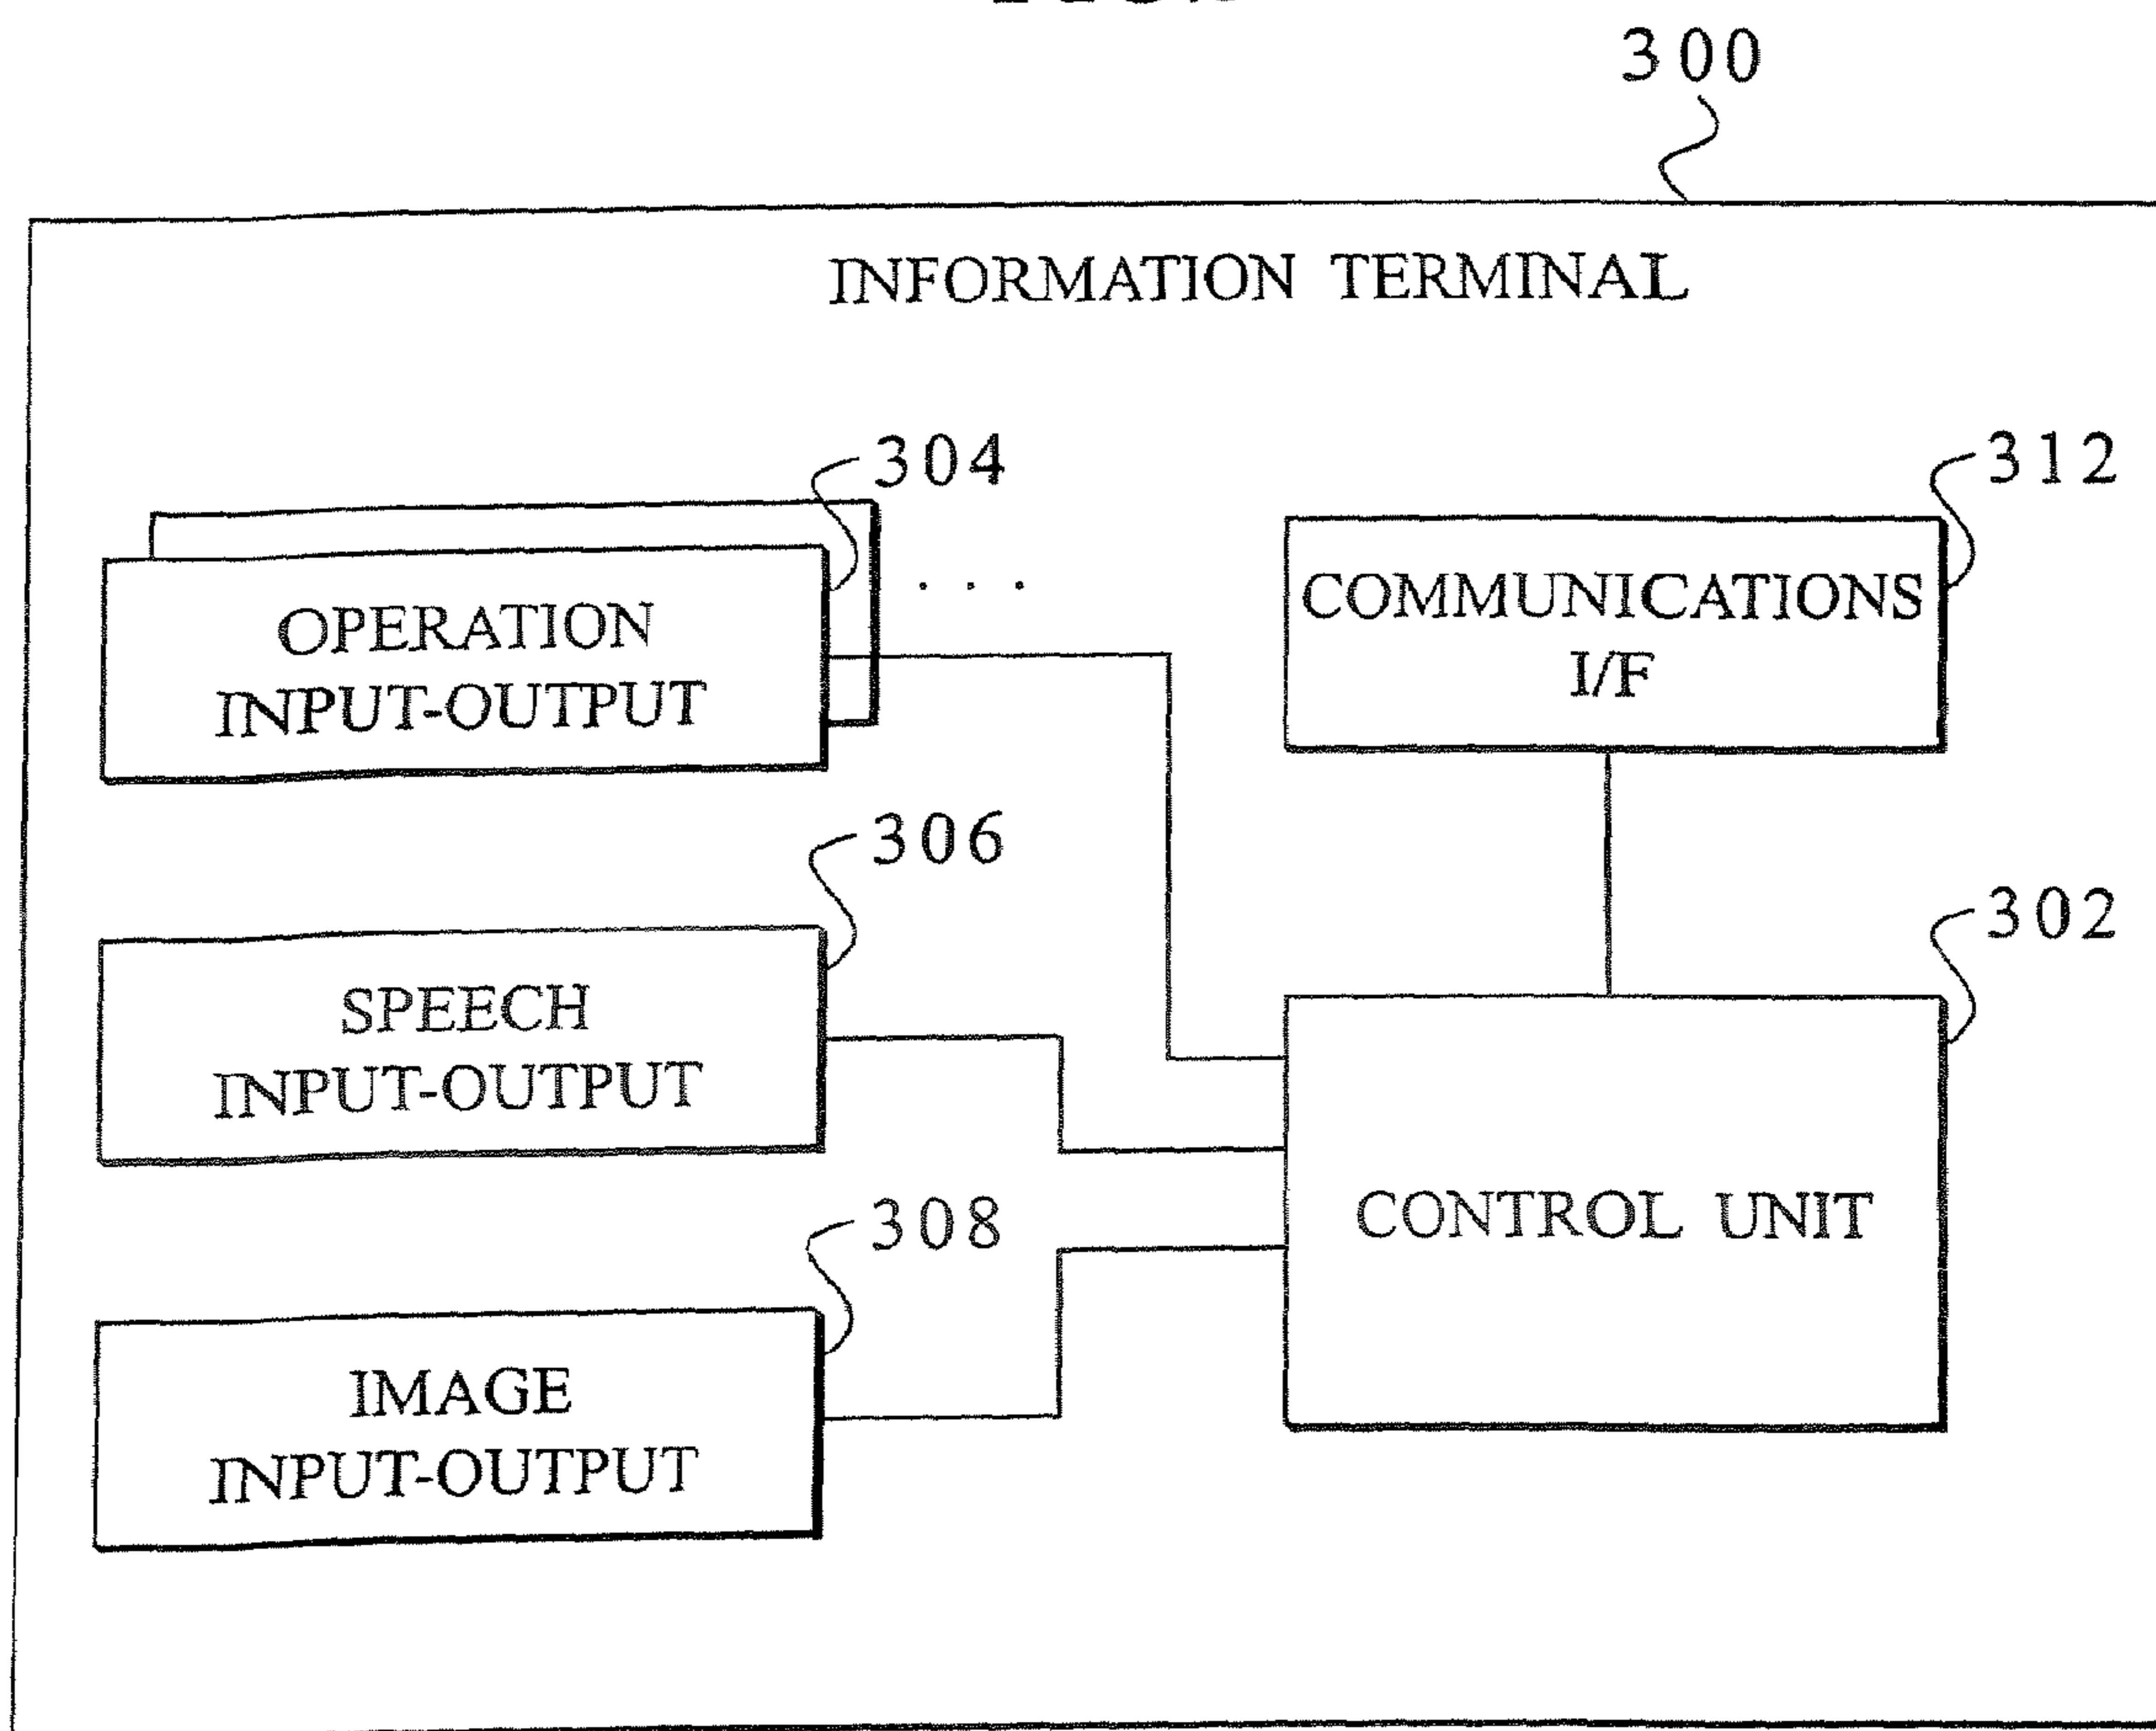 300
INFORMATION TERMINAL
304
312
OPERATION
INPUT-OUTPUT
. . .
COMMUNICATIONS
I/F
306
302
SPEECH
INPUT-OUTPUT
CONTROL UNIT
308
IMAGE
INPUT-OUTPUT